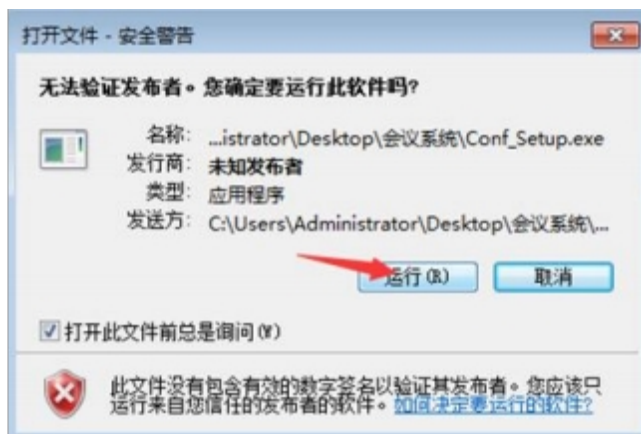 打开文件 - 安全警告
无法验证发布者。您确定要运行此软件吗?
名称: ...istrator\Desktop\会议系统\Conf_Setup.exe
发行商: 未知发布者
类型: 应用程序
发送方: C:\Users\Administrator\Desktop\会议系统\...
运行(R) 取消
打开此文件前总是询问(W)
此文件没有包含有效的数字签名以验证其发布者。您应该只
运行来自您信任的发布者的软件。如何决定要运行的软件?